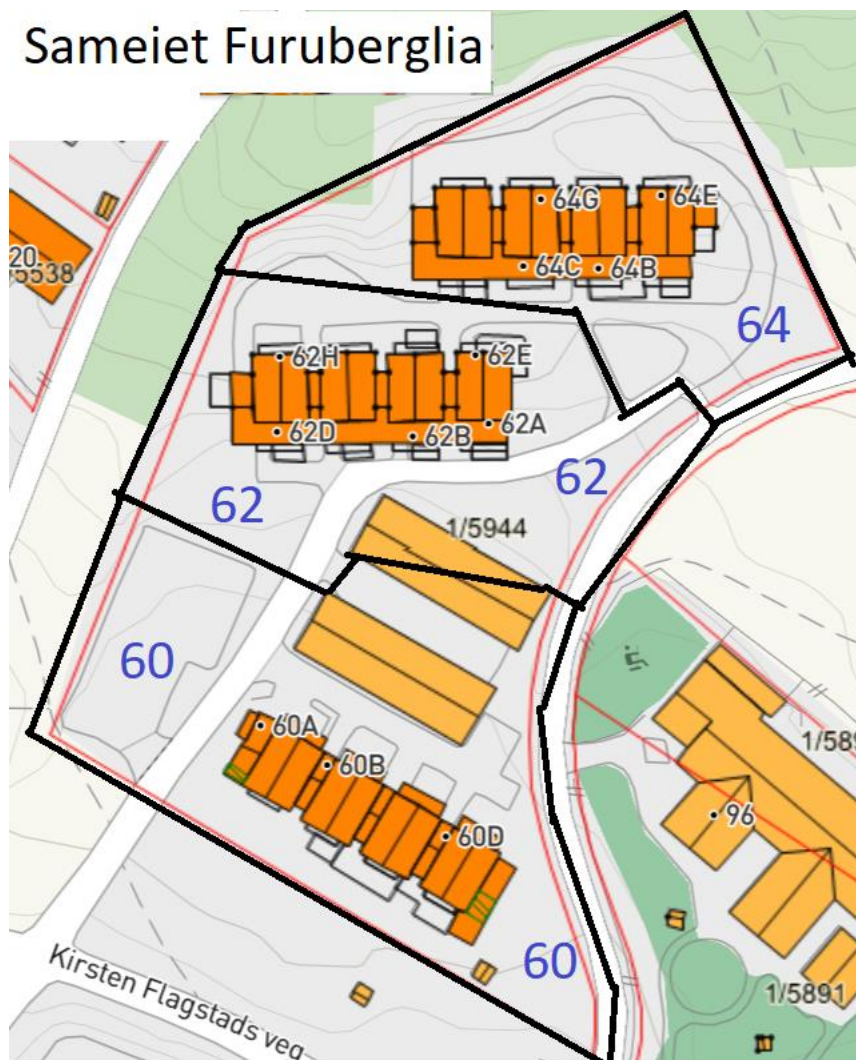 Sameiet Furuberglia
64G
64E
64C
64B
20
5538
64
62H
62E
62A
62D
62B
62
62
1/5944
60
60A
60B
1/589
96
60D
60
1/5891
Kirsten Flagstads veg